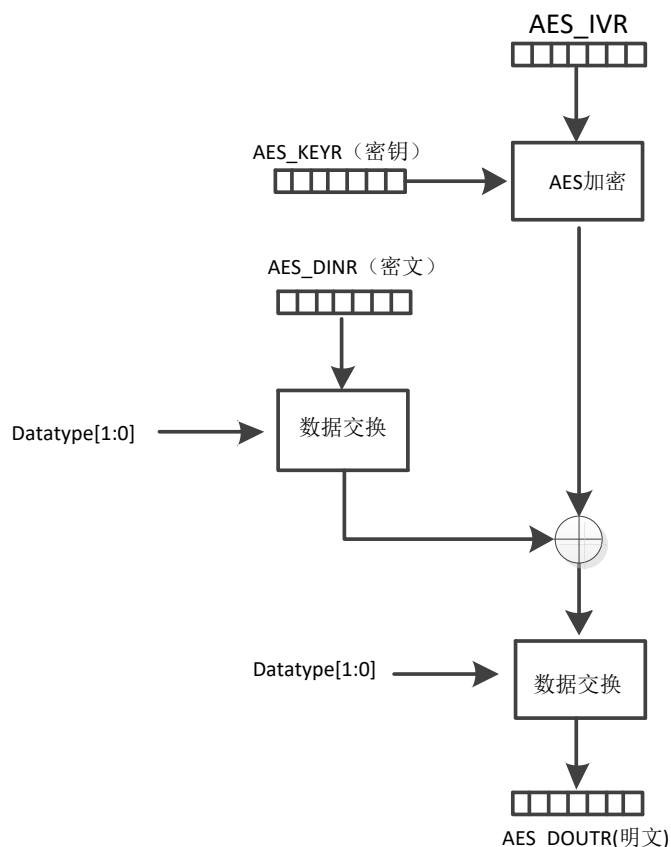 AES_IVR
AES_KEYR（密钥）
AES加密
AES_DINR（密文）
Datatype[1:0]
数据交换
Datatype[1:0]
数据交换
AES_DOUTR(明文)